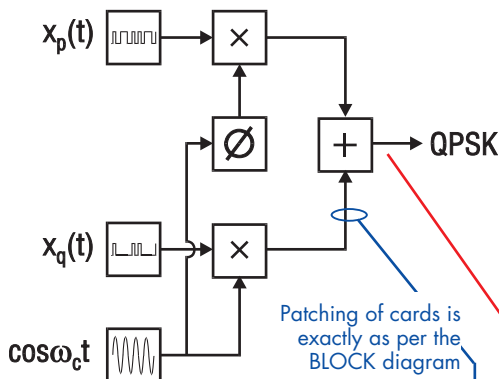 xp(t)
×
Ø
+
QPSK
xq(t)
×
cosωct
Patching of cards is
exactly as per the
BLOCK diagram